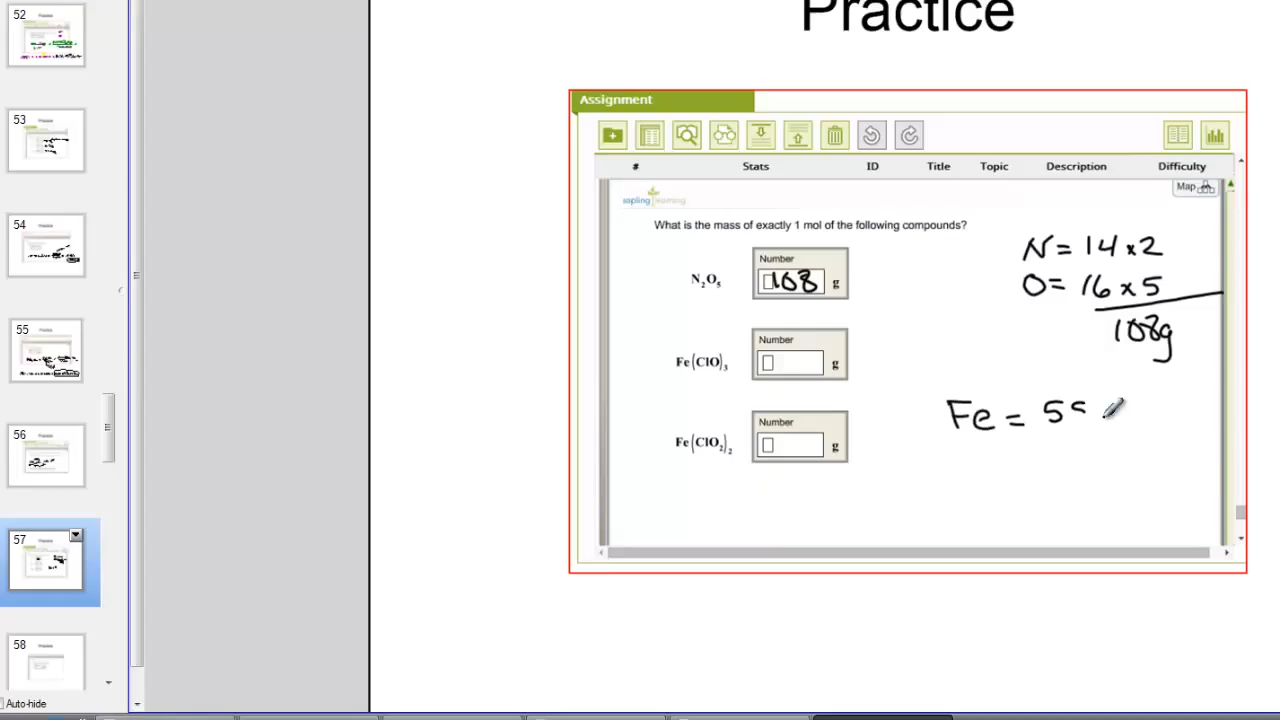 52
Practice
53
54
55
56
57
58
Auto-hide
Practice
Assignment
# Stats ID Title Topic Description Difficulty
Map
sapling learning
What is the mass of exactly 1 mol of the following compounds?
N2O5 Number 108 g
Fe(ClO)3 Number g
Fe(ClO2)2 Number g
N = 14 x 2
O = 16 x 5
108g
Fe = 5